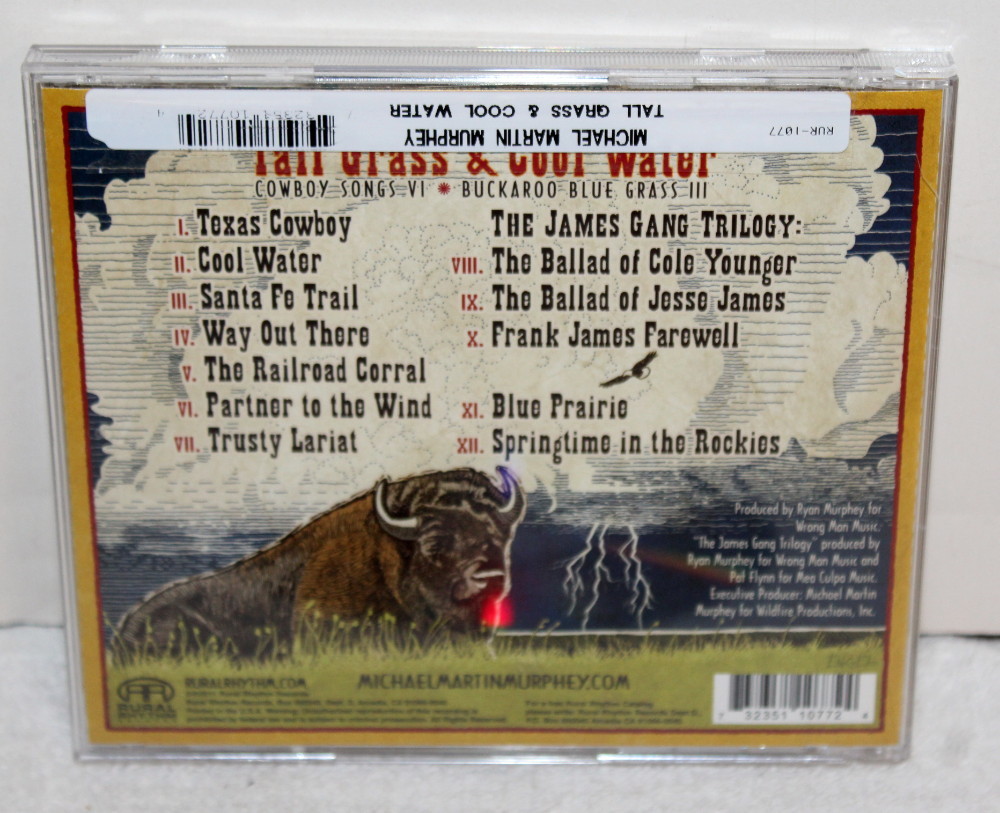 RUR-1077
MICHAEL MARTIN MURPHEY
TALL GRASS & COOL WATER
32351 10772 4
Tall Grass & Cool Water
COWBOY SONGS VI BUCKAROO BLUE GRASS III
I. Texas Cowboy
II. Cool Water
III. Santa Fe Trail
IV. Way Out There
V. The Railroad Corral
VI. Partner to the Wind
VII. Trusty Lariat
THE JAMES GANG TRILOGY:
VIII. The Ballad of Cole Younger
IX. The Ballad of Jesse James
X. Frank James Farewell
XI. Blue Prairie
XII. Springtime in the Rockies
Produced by Ryan Murphey for
Wrong Man Music.
"The James Gang Trilogy" produced by
Ryan Murphey for Wrong Man Music and
Pat Flynn for Mea Culpa Music.
Executive Producer: Michael Martin
Murphey for Wildfire Productions, Inc.
RURAL
RHYTHM
RURALRHYTHM.COM
MICHAELMARTINMURPHEY.COM
7 32351 10772 4